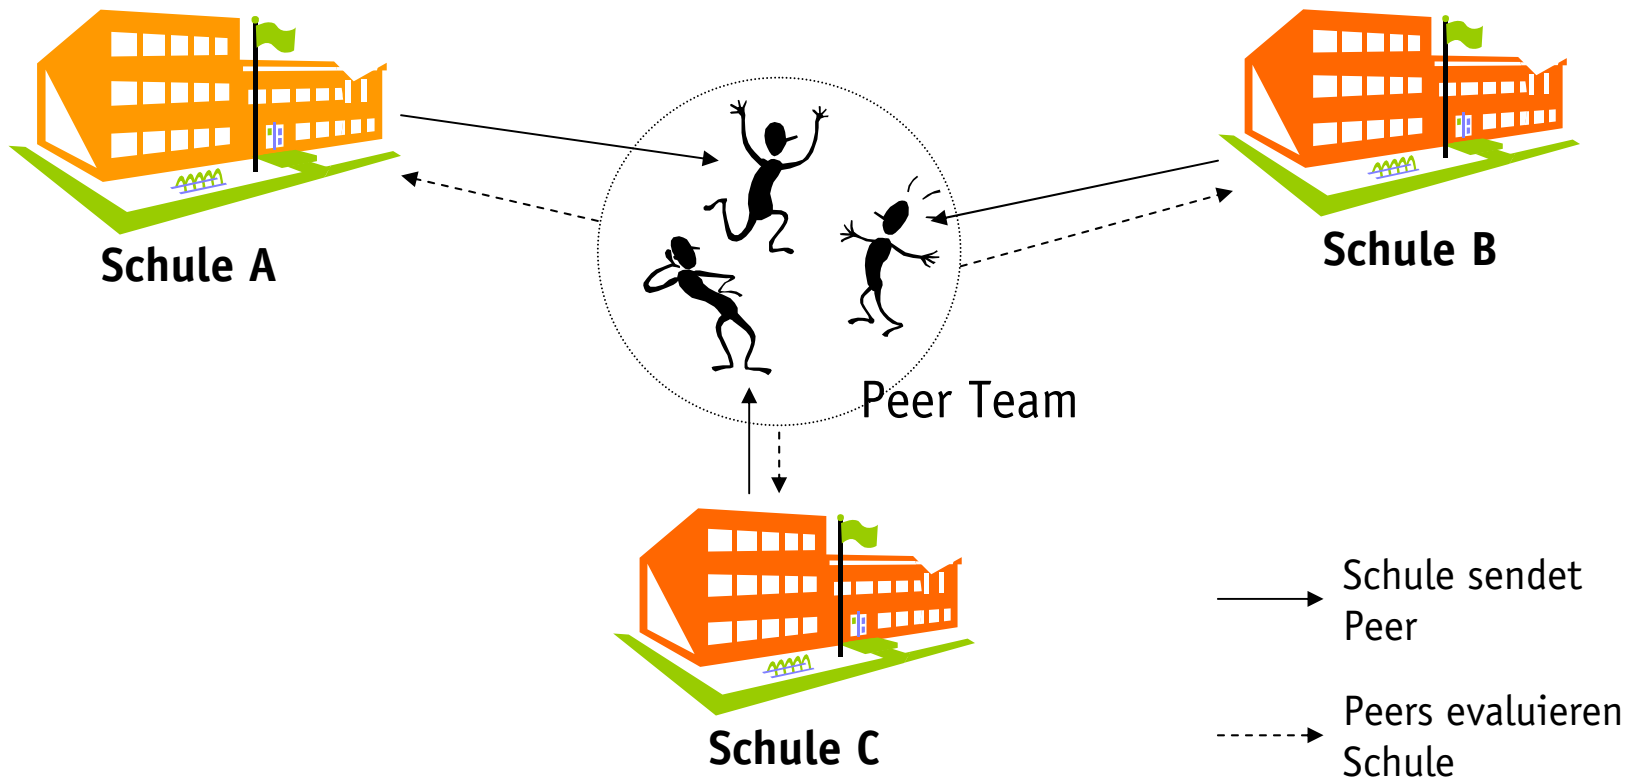 Schule A
Schule B
Peer Team
Schule C
Schule sendet
Peer
Peers evaluieren
Schule